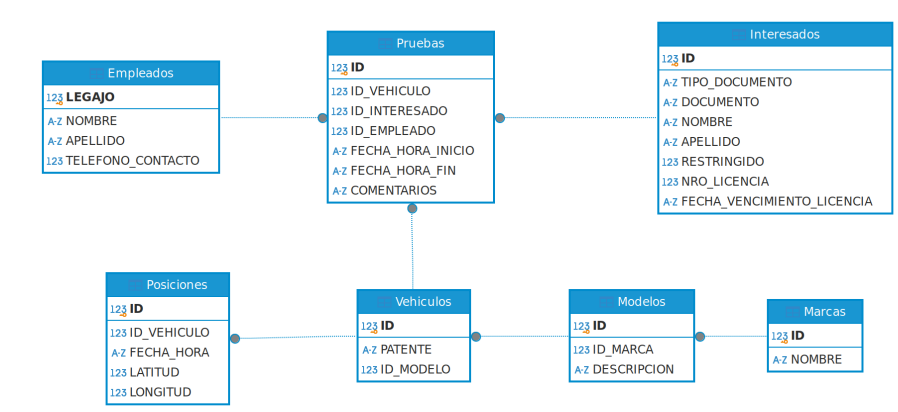 Empleados
123 LEGAJO
A-Z NOMBRE
A-Z APELLIDO
123 TELEFONO_CONTACTO
Pruebas
123 ID
123 ID_VEHICULO
123 ID_INTERESADO
123 ID_EMPLEADO
A-Z FECHA_HORA_INICIO
A-Z FECHA_HORA_FIN
A-Z COMENTARIOS
Interesados
123 ID
A-Z TIPO_DOCUMENTO
A-Z DOCUMENTO
A-Z NOMBRE
A-Z APELLIDO
123 RESTRINGIDO
123 NRO_LICENCIA
A-Z FECHA_VENCIMIENTO_LICENCIA
Posiciones
123 ID
123 ID_VEHICULO
A-Z FECHA_HORA
123 LATITUD
123 LONGITUD
Vehiculos
123 ID
A-Z PATENTE
123 ID_MODELO
Modelos
123 ID
123 ID_MARCA
A-Z DESCRIPCION
Marcas
123 ID
A-Z NOMBRE